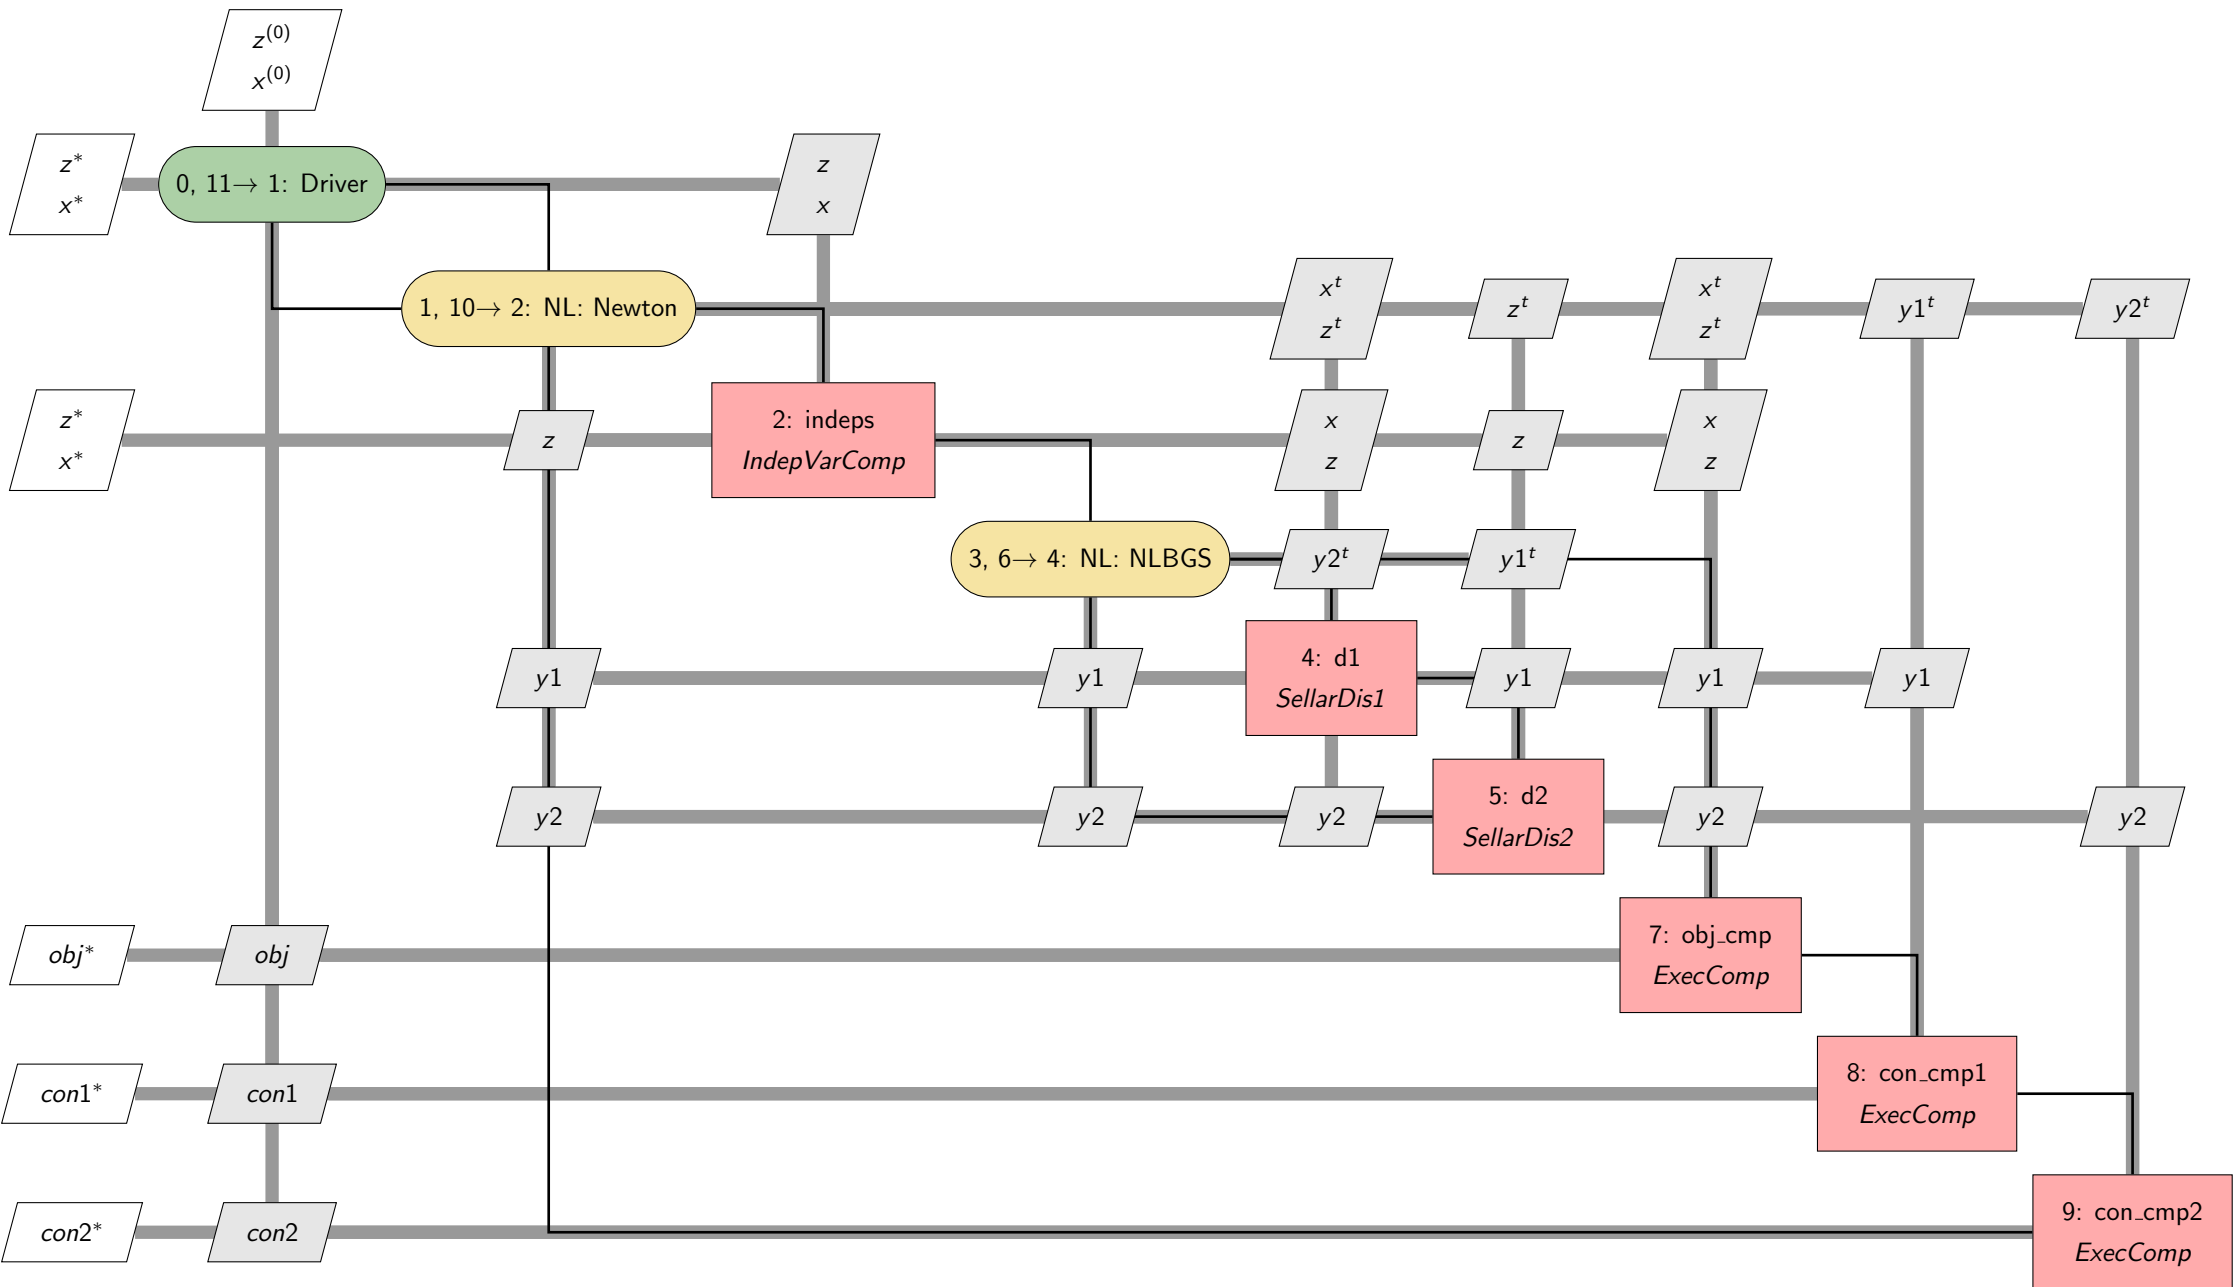 z^(0)
x^(0)
z*
x*
0, 11→ 1: Driver
z
x
1, 10→ 2: NL: Newton
x^t
z^t
z^t
x^t
z^t
y1^t
y2^t
z*
x*
z
2: indeps
IndepVarComp
x
z
z
x
z
3, 6→ 4: NL: NLBGS
y2^t
y1^t
y1
y1
4: d1
SellarDis1
y1
y1
y1
y2
y2
y2
5: d2
SellarDis2
y2
y2
obj*
obj
7: obj_cmp
ExecComp
con1*
con1
8: con_cmp1
ExecComp
con2*
con2
9: con_cmp2
ExecComp